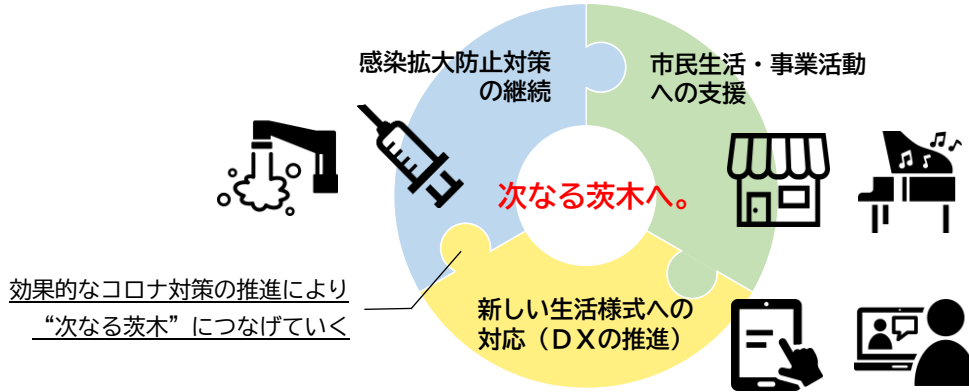 感染拡大防止対策
の継続
市民生活・事業活動
への支援
次なる茨木へ。
効果的なコロナ対策の推進により
“次なる茨木”につなげていく
新しい生活様式への
対応（ＤＸの推進）